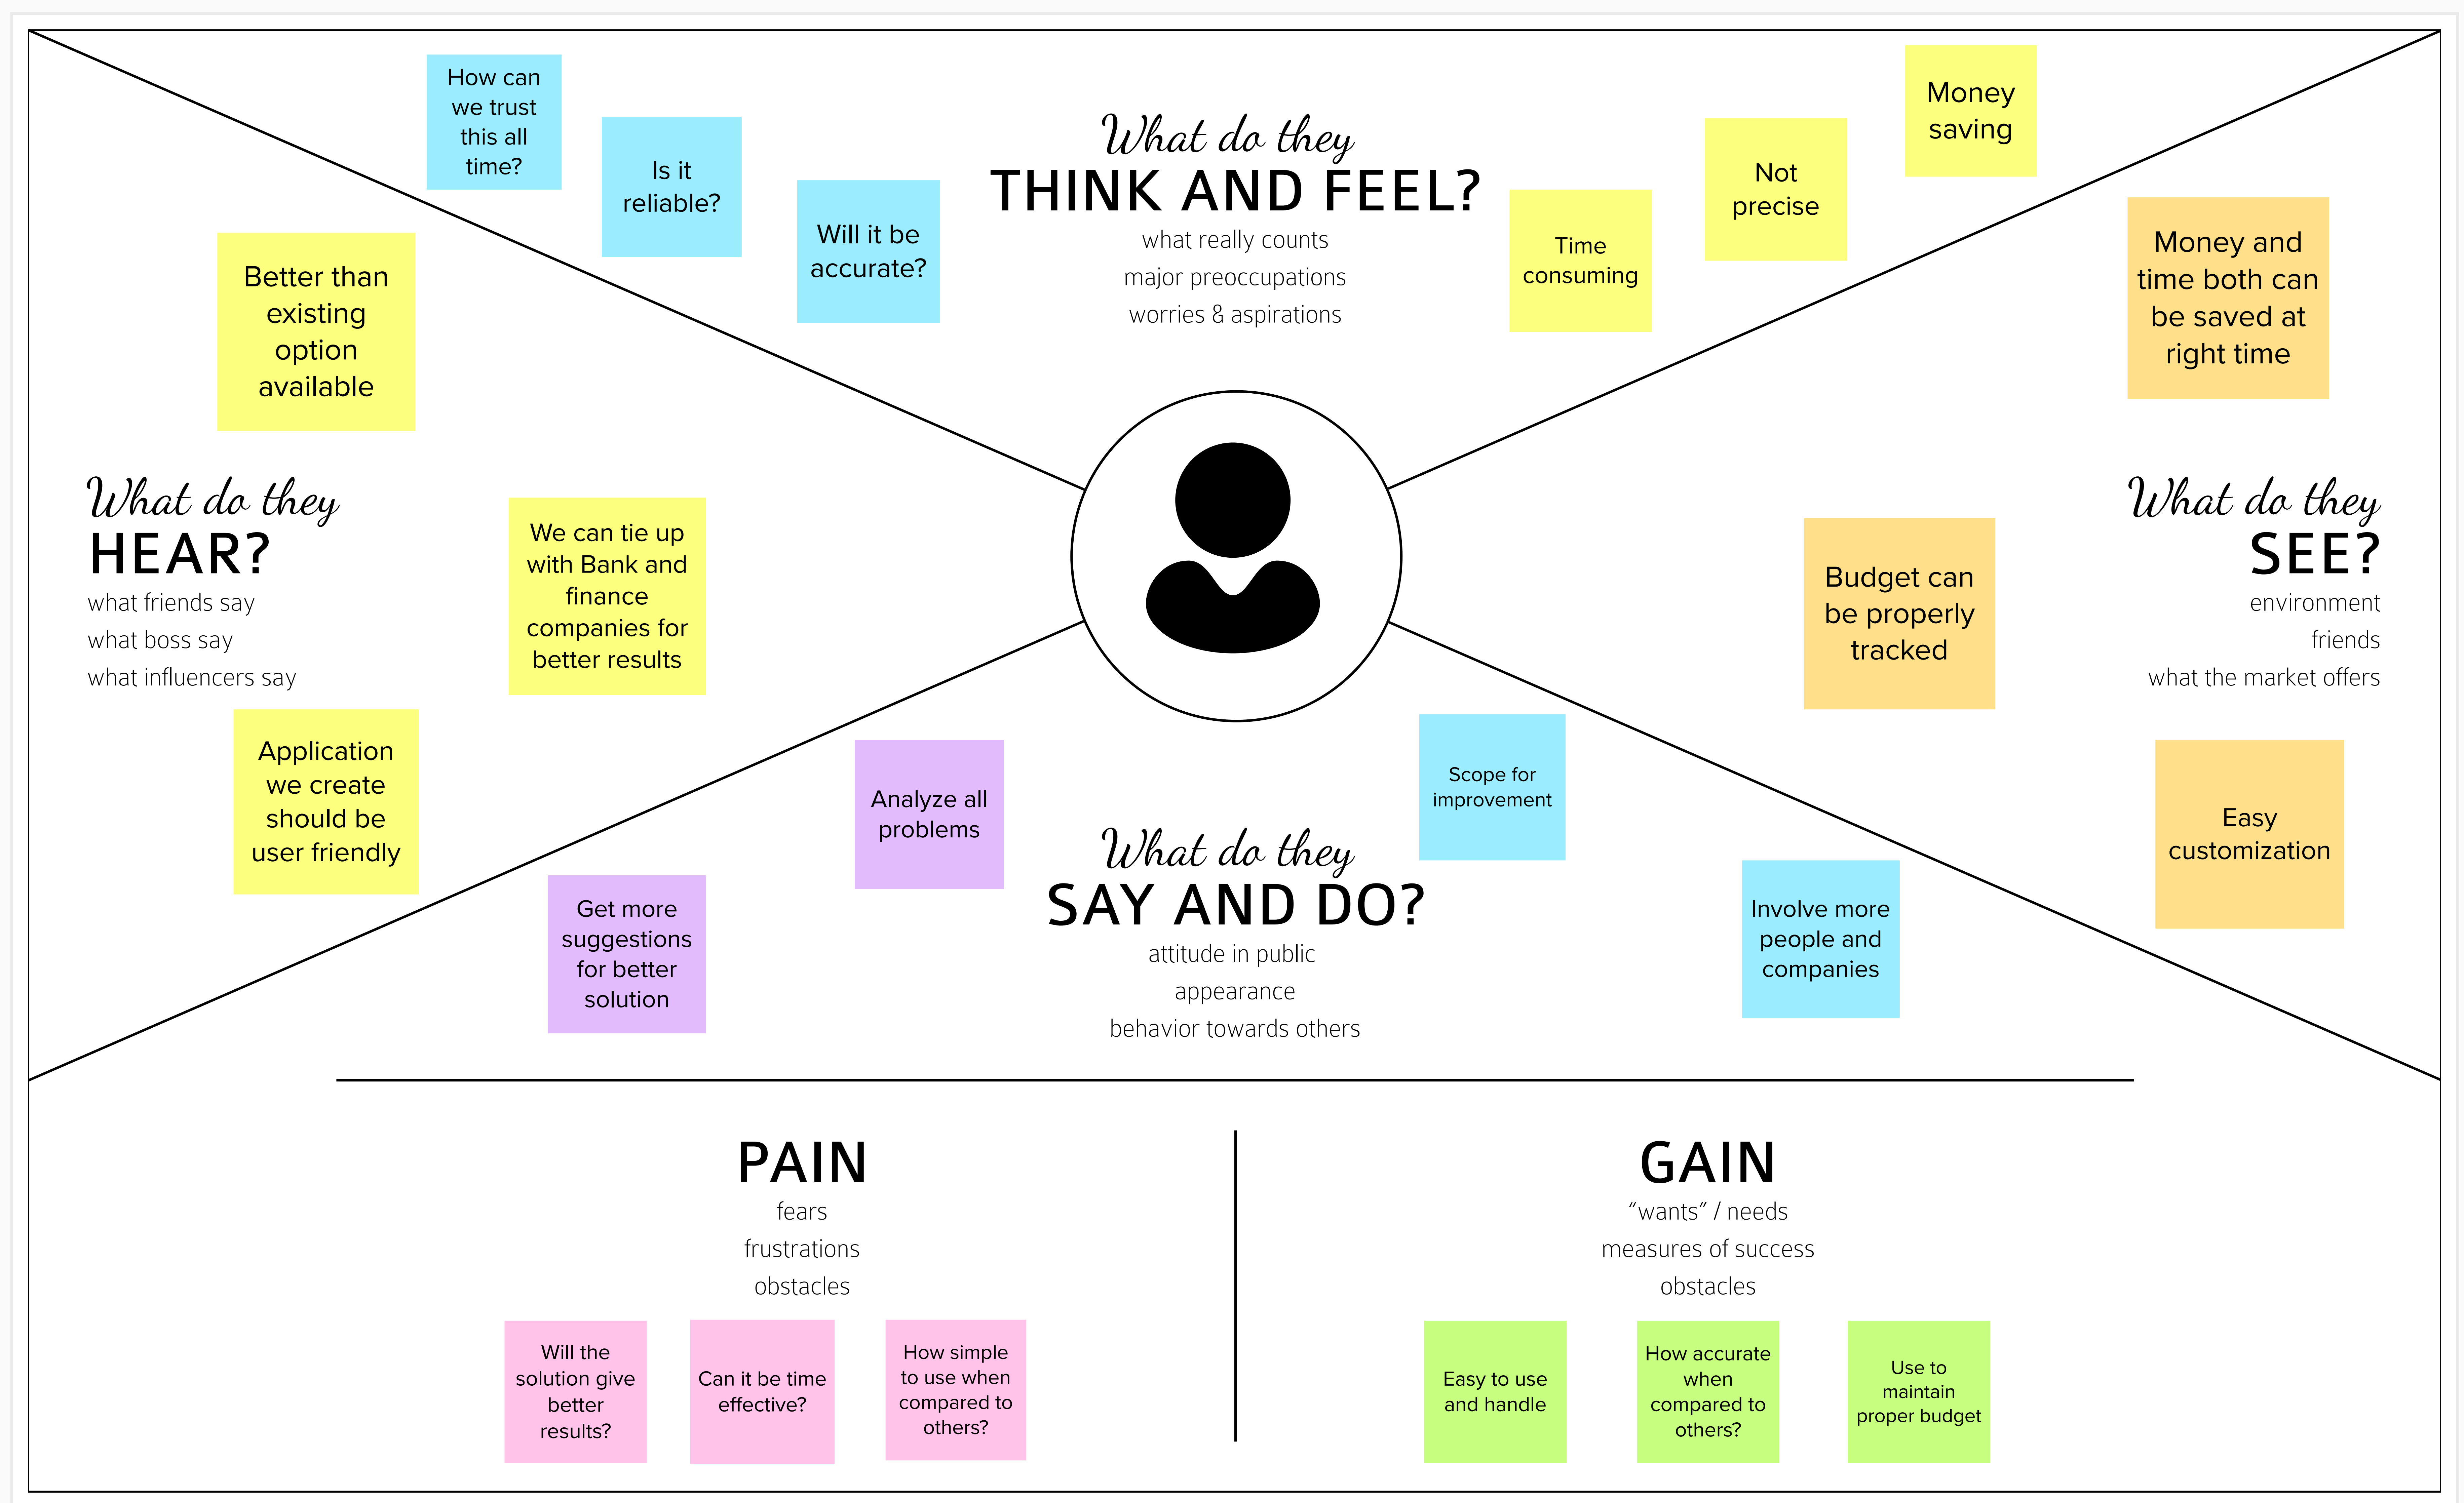 What do they
THINK AND FEEL?
what really counts
major preoccupations
worries & aspirations
How can
we trust
this all
time?
Is it
reliable?
Will it be
accurate?
Time
consuming
Not
precise
Money
saving
What do they
HEAR?
what friends say
what boss say
what influencers say
Better than
existing
option
available
We can tie up
with Bank and
finance
companies for
better results
Application
we create
should be
user friendly
What do they
SEE?
environment
friends
what the market offers
Money and
time both can
be saved at
right time
Budget can
be properly
tracked
Easy
customization
What do they
SAY AND DO?
attitude in public
appearance
behavior towards others
Analyze all
problems
Get more
suggestions
for better
solution
Scope for
improvement
Involve more
people and
companies
PAIN
fears
frustrations
obstacles
Will the
solution give
better
results?
Can it be time
effective?
How simple
to use when
compared to
others?
GAIN
“wants” / needs
measures of success
obstacles
Easy to use
and handle
How accurate
when
compared to
others?
Use to
maintain
proper budget